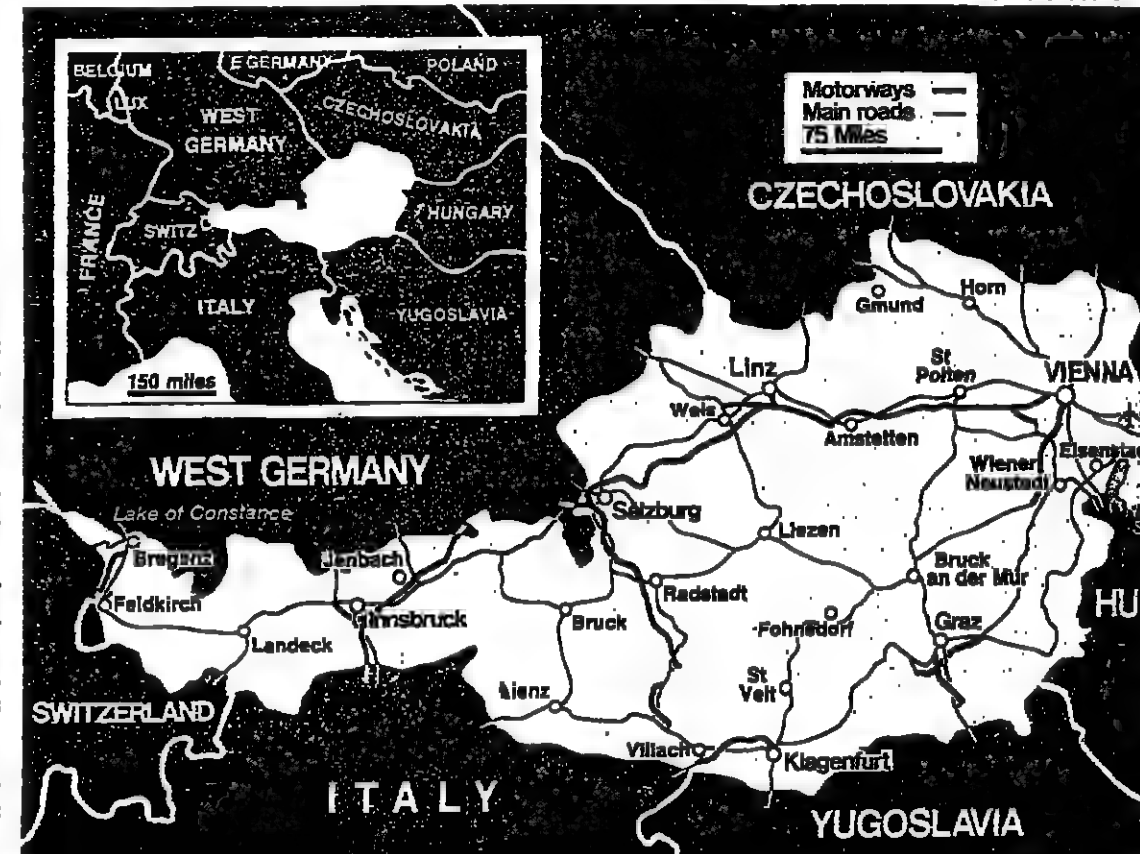 BELGIUM
E GERMANY
POLAND
LUX
WEST
GERMANY
CZECHOSLOVAKIA
FRANCE
SWITZ
HUNGARY
ITALY
YUGOSLAVIA
150 miles
Motorways
Main roads
75 Miles
CZECHOSLOVAKIA
Gmund
Horn
Linz
St
Polten
VIENNA
Wels
Amstetten
Eisenstad
Wiener
Neustadt
WEST GERMANY
Lake of Constance
Salzburg
Liezen
Bregenz
Jenbach
Bruck
an der Mur
Radstadt
HU
Feldkirch
Innsbruck
Landeck
Bruck
Fohnsdorf
Graz
St
Veit
Lienz
SWITZERLAND
Villach
Klagenfurt
ITALY
YUGOSLAVIA